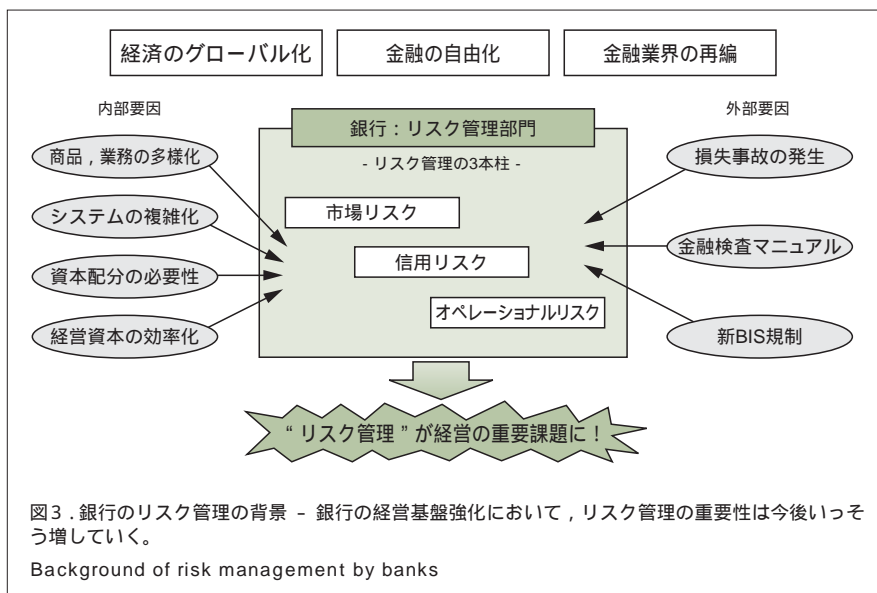 経済のグローバル化
金融の自由化
金融業界の再編
内部要因
外部要因
銀行：リスク管理部門
- リスク管理の3本柱 -
商品，業務の多様化
システムの複雑化
資本配分の必要性
経営資本の効率化
市場リスク
信用リスク
オペレーショナルリスク
損失事故の発生
金融検査マニュアル
新BIS規制
“リスク管理”が経営の重要課題に！
図3．銀行のリスク管理の背景 － 銀行の経営基盤強化において，リスク管理の重要性は今後いっそ
う増していく。
Background of risk management by banks